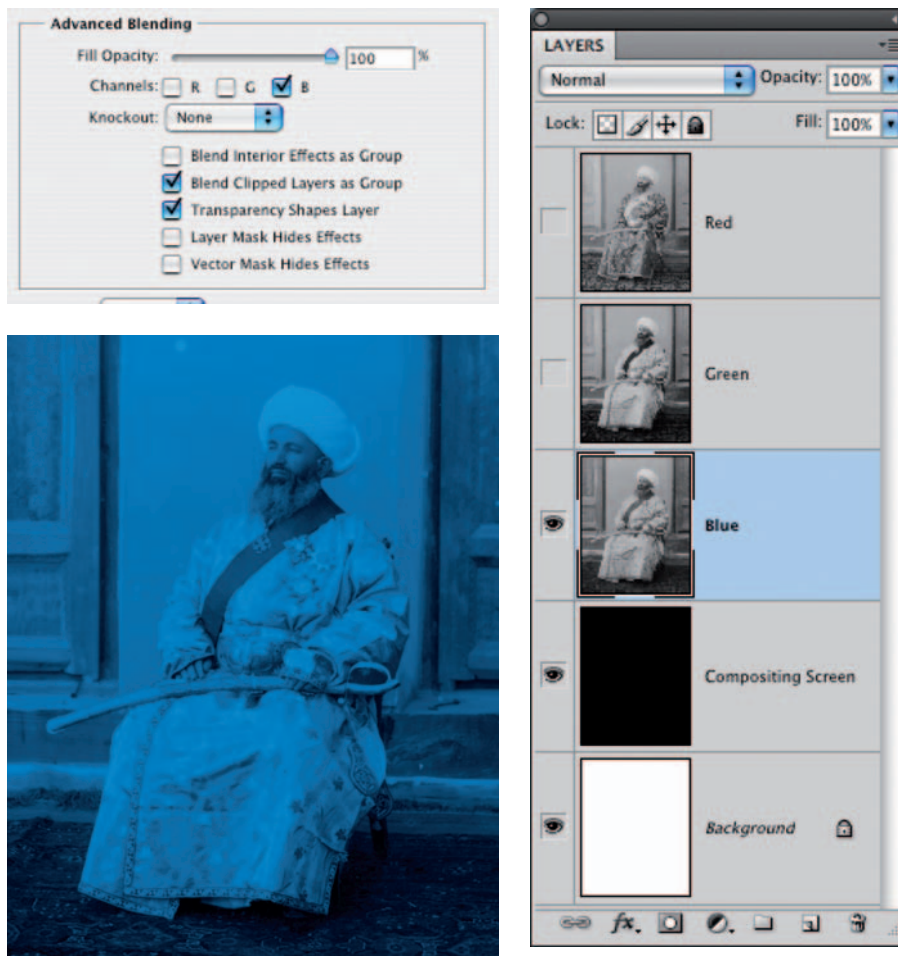 Advanced Blending
Fill Opacity: 100 %
Channels: R G B
Knockout: None
Blend Interior Effects as Group
Blend Clipped Layers as Group
Transparency Shapes Layer
Layer Mask Hides Effects
Vector Mask Hides Effects
LAYERS
Normal Opacity: 100%
Lock: Fill: 100%
Red
Green
Blue
Compositing Screen
Background
fx.